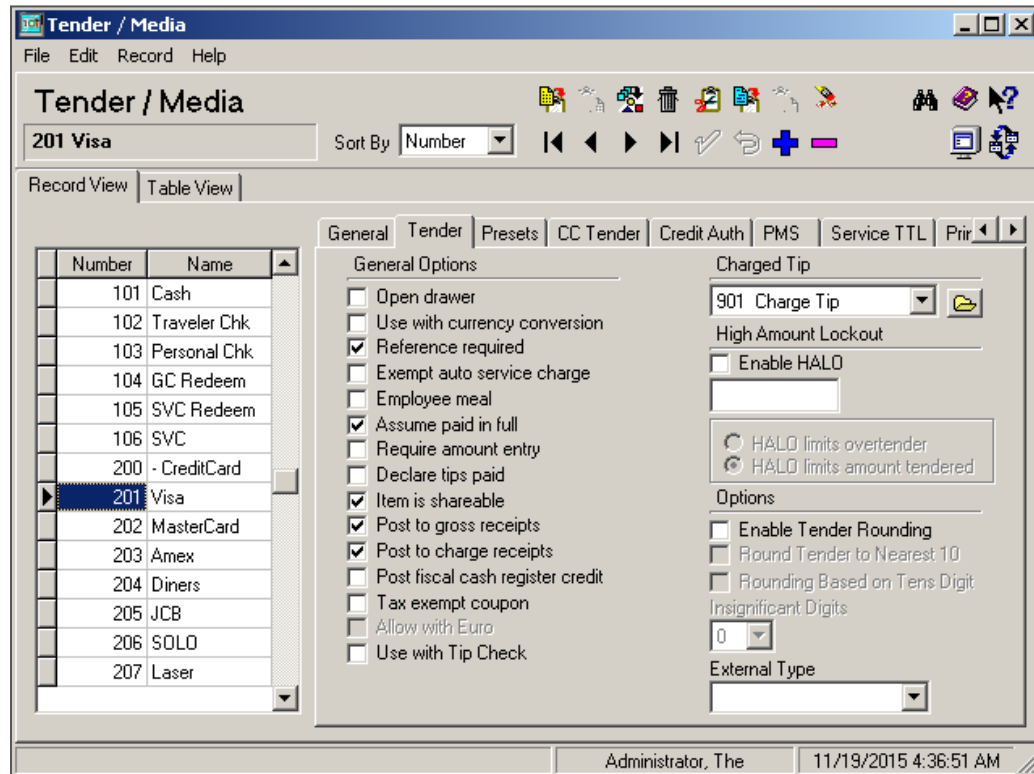 Tender / Media
File Edit Record Help
Tender / Media
201 Visa
Sort By Number
Record View Table View
General Tender Presets CC Tender Credit Auth PMS Service TTL Prir
Number Name
101 Cash
102 Traveler Chk
103 Personal Chk
104 GC Redeem
105 SVC Redeem
106 SVC
200 - CreditCard
201 Visa
202 MasterCard
203 Amex
204 Diners
205 JCB
206 SOLO
207 Laser
General Options
Open drawer
Use with currency conversion
Reference required
Exempt auto service charge
Employee meal
Assume paid in full
Require amount entry
Declare tips paid
Item is shareable
Post to gross receipts
Post to charge receipts
Post fiscal cash register credit
Tax exempt coupon
Allow with Euro
Use with Tip Check
Charged Tip
901 Charge Tip
High Amount Lockout
Enable HALO
HALO limits overtender
HALO limits amount tendered
Options
Enable Tender Rounding
Round Tender to Nearest 10
Rounding Based on Tens Digit
Insignificant Digits
0
External Type
Administrator, The 11/19/2015 4:36:51 AM